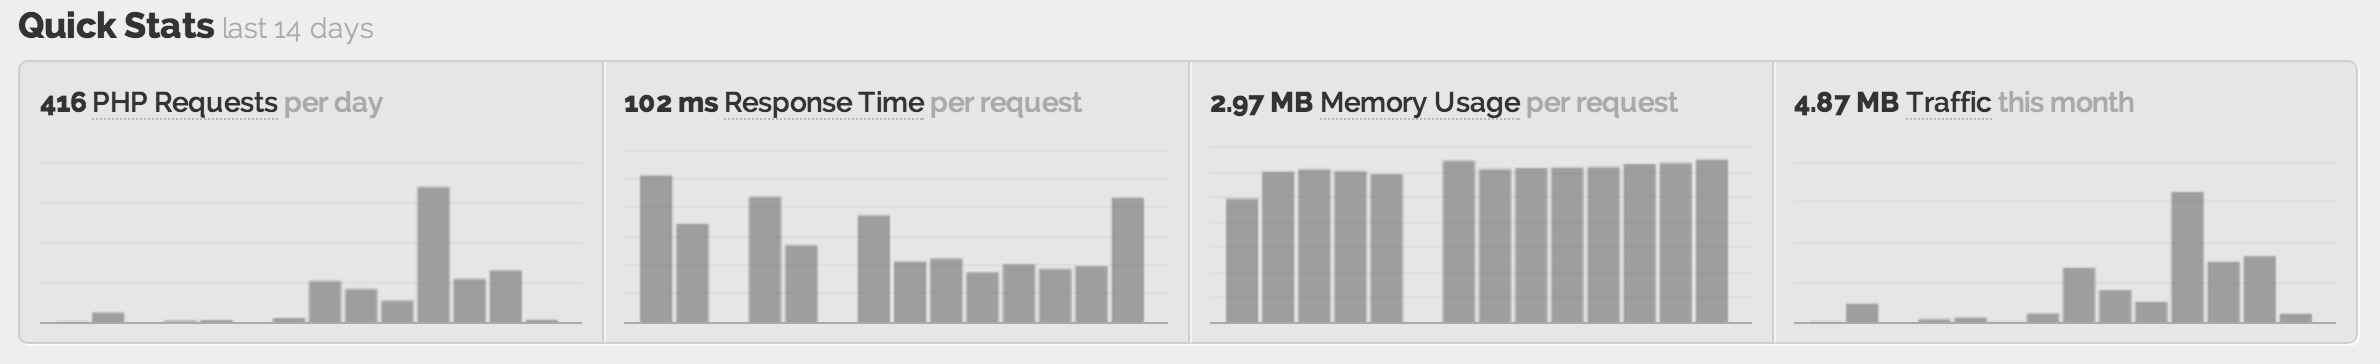 Quick Stats last 14 days
416 PHP Requests per day
102 ms Response Time per request
2.97 MB Memory Usage per request
4.87 MB Traffic this month